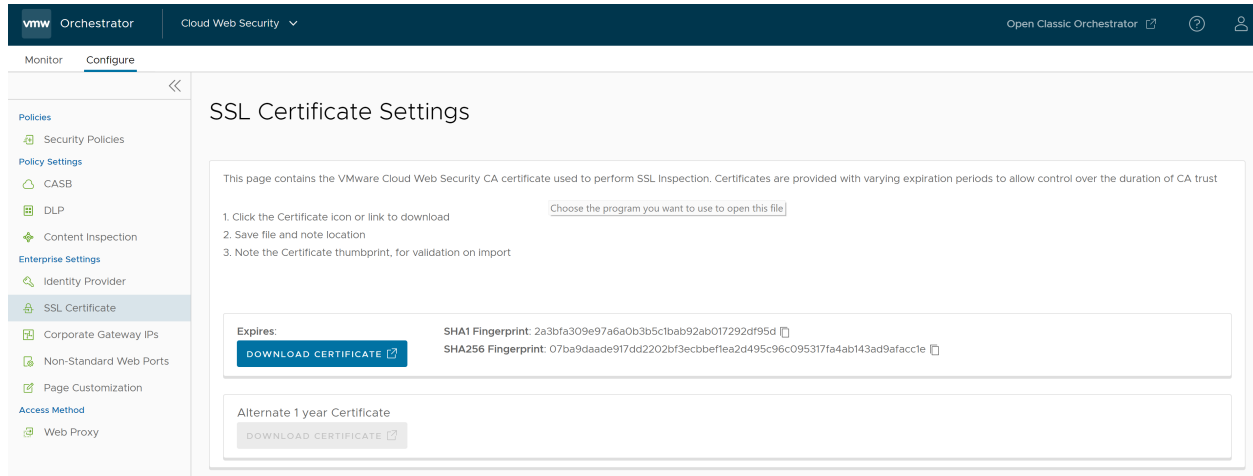 vmw Orchestrator Cloud Web Security Open Classic Orchestrator
Monitor Configure
SSL Certificate Settings
Policies
Security Policies
Policy Settings
CASB
DLP
Content Inspection
Enterprise Settings
Identity Provider
SSL Certificate
Corporate Gateway IPs
Non-Standard Web Ports
Page Customization
Access Method
Web Proxy
This page contains the VMware Cloud Web Security CA certificate used to perform SSL Inspection. Certificates are provided with varying expiration periods to allow control over the duration of CA trust
Choose the program you want to use to open this file
1. Click the Certificate icon or link to download
2. Save file and note location
3. Note the Certificate thumbprint, for validation on import
Expires:
DOWNLOAD CERTIFICATE
SHA1 Fingerprint: 2a3bfa309e97a6a0b3b5c1bab92ab017292df95d
SHA256 Fingerprint: 07ba9daade917dd2202bf3ecbbef1ea2d495c96c095317fa4ab143ad9afacc1e
Alternate 1 year Certificate
DOWNLOAD CERTIFICATE